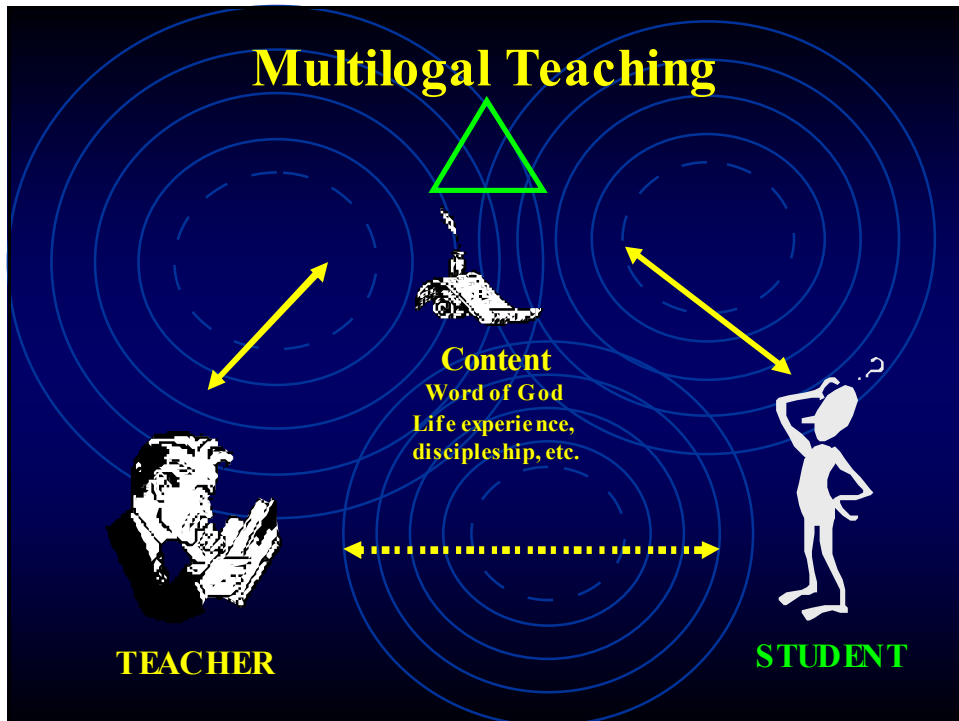 Multilogal Teaching
Content
Word of God
Life experience,
discipleship, etc.
?
TEACHER
STUDENT